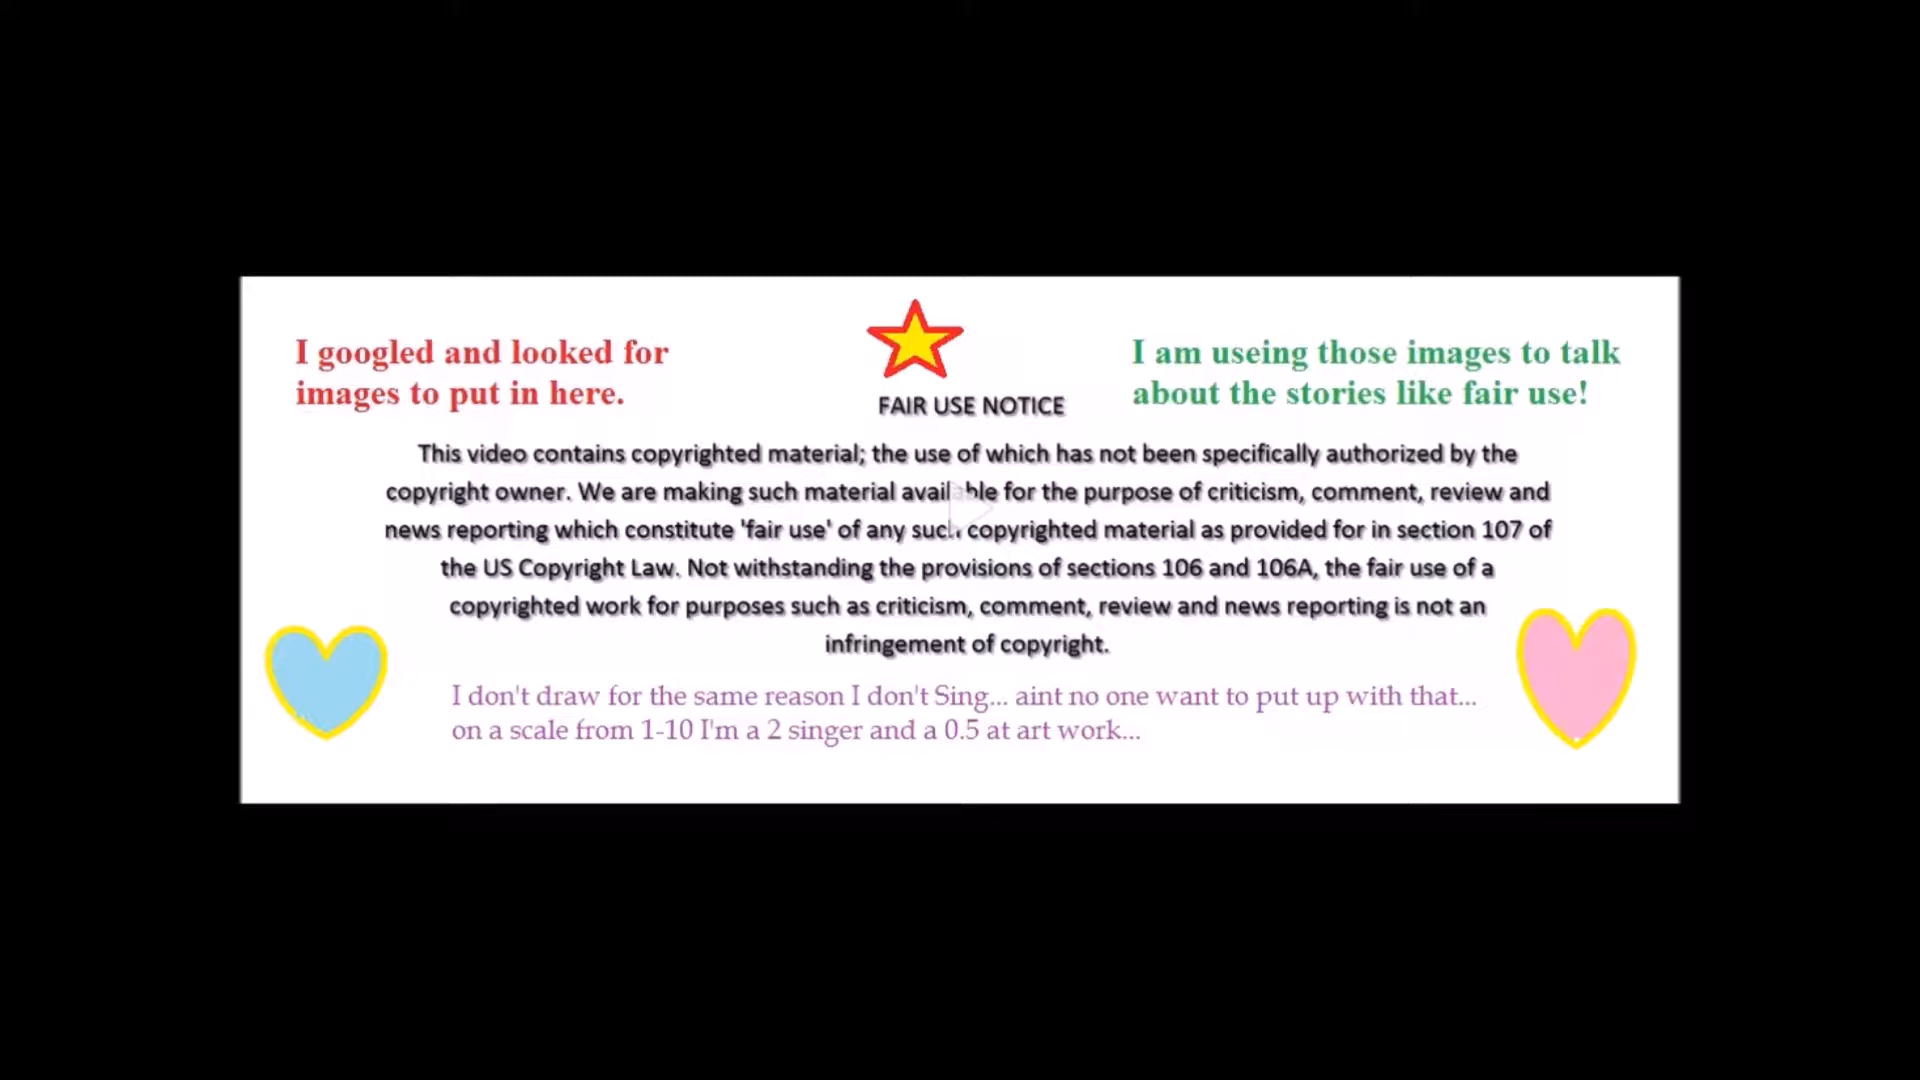 I googled and looked for
images to put in here.
I am useing those images to talk
about the stories like fair use!
FAIR USE NOTICE
This video contains copyrighted material; the use of which has not been specifically authorized by the
copyright owner. We are making such material available for the purpose of criticism, comment, review and
news reporting which constitute 'fair use' of any such copyrighted material as provided for in section 107 of
the US Copyright Law. Not withstanding the provisions of sections 106 and 106A, the fair use of a
copyrighted work for purposes such as criticism, comment, review and news reporting is not an
infringement of copyright.
I don't draw for the same reason I don't Sing... aint no one want to put up with that...
on a scale from 1-10 I'm a 2 singer and a 0.5 at art work...